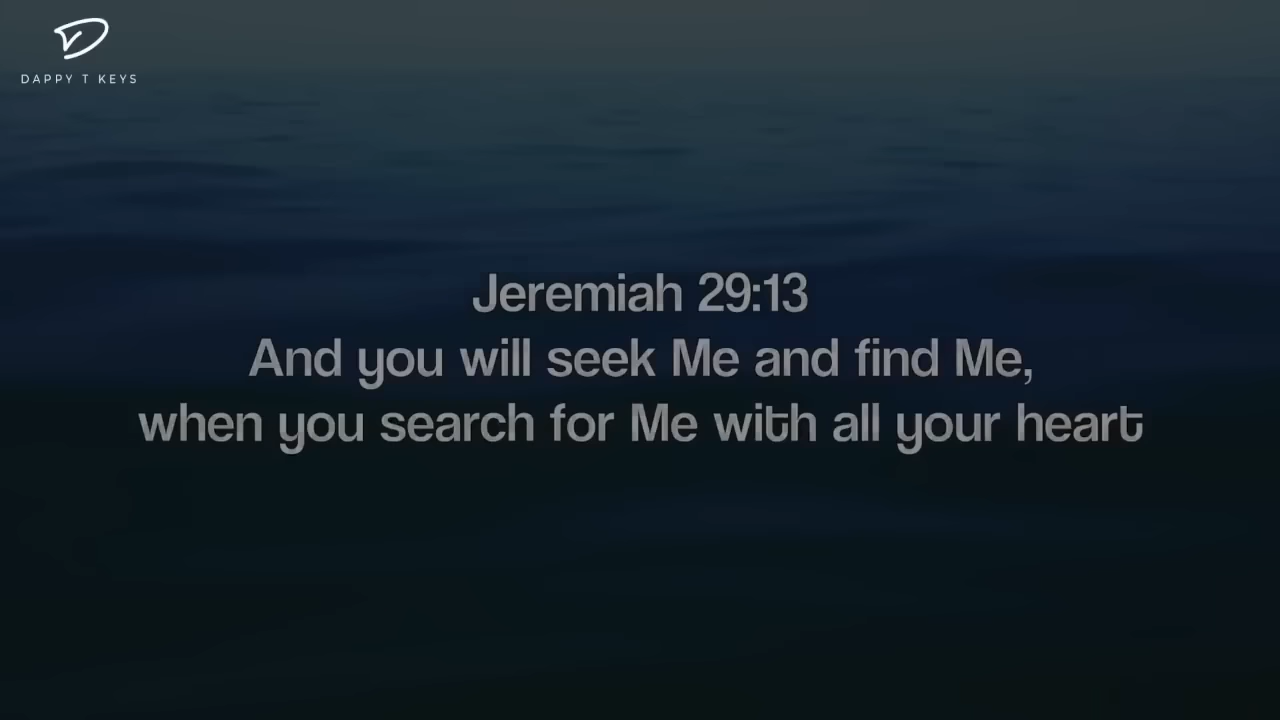 DAPPY T KEYS
Jeremiah 29:13
And you will seek Me and find Me,
when you search for Me with all your heart